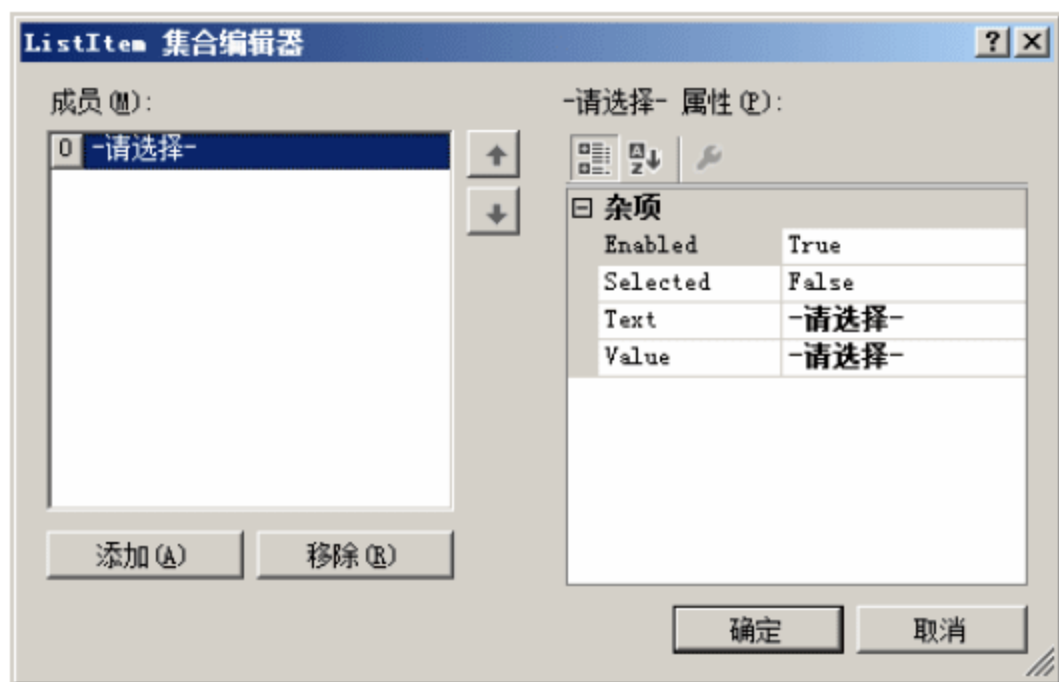 ListItem 集合编辑器
成员(M):
0 -请选择-
添加(A) 移除(R)
-请选择- 属性(P):
杂项
Enabled True
Selected False
Text -请选择-
Value -请选择-
确定 取消